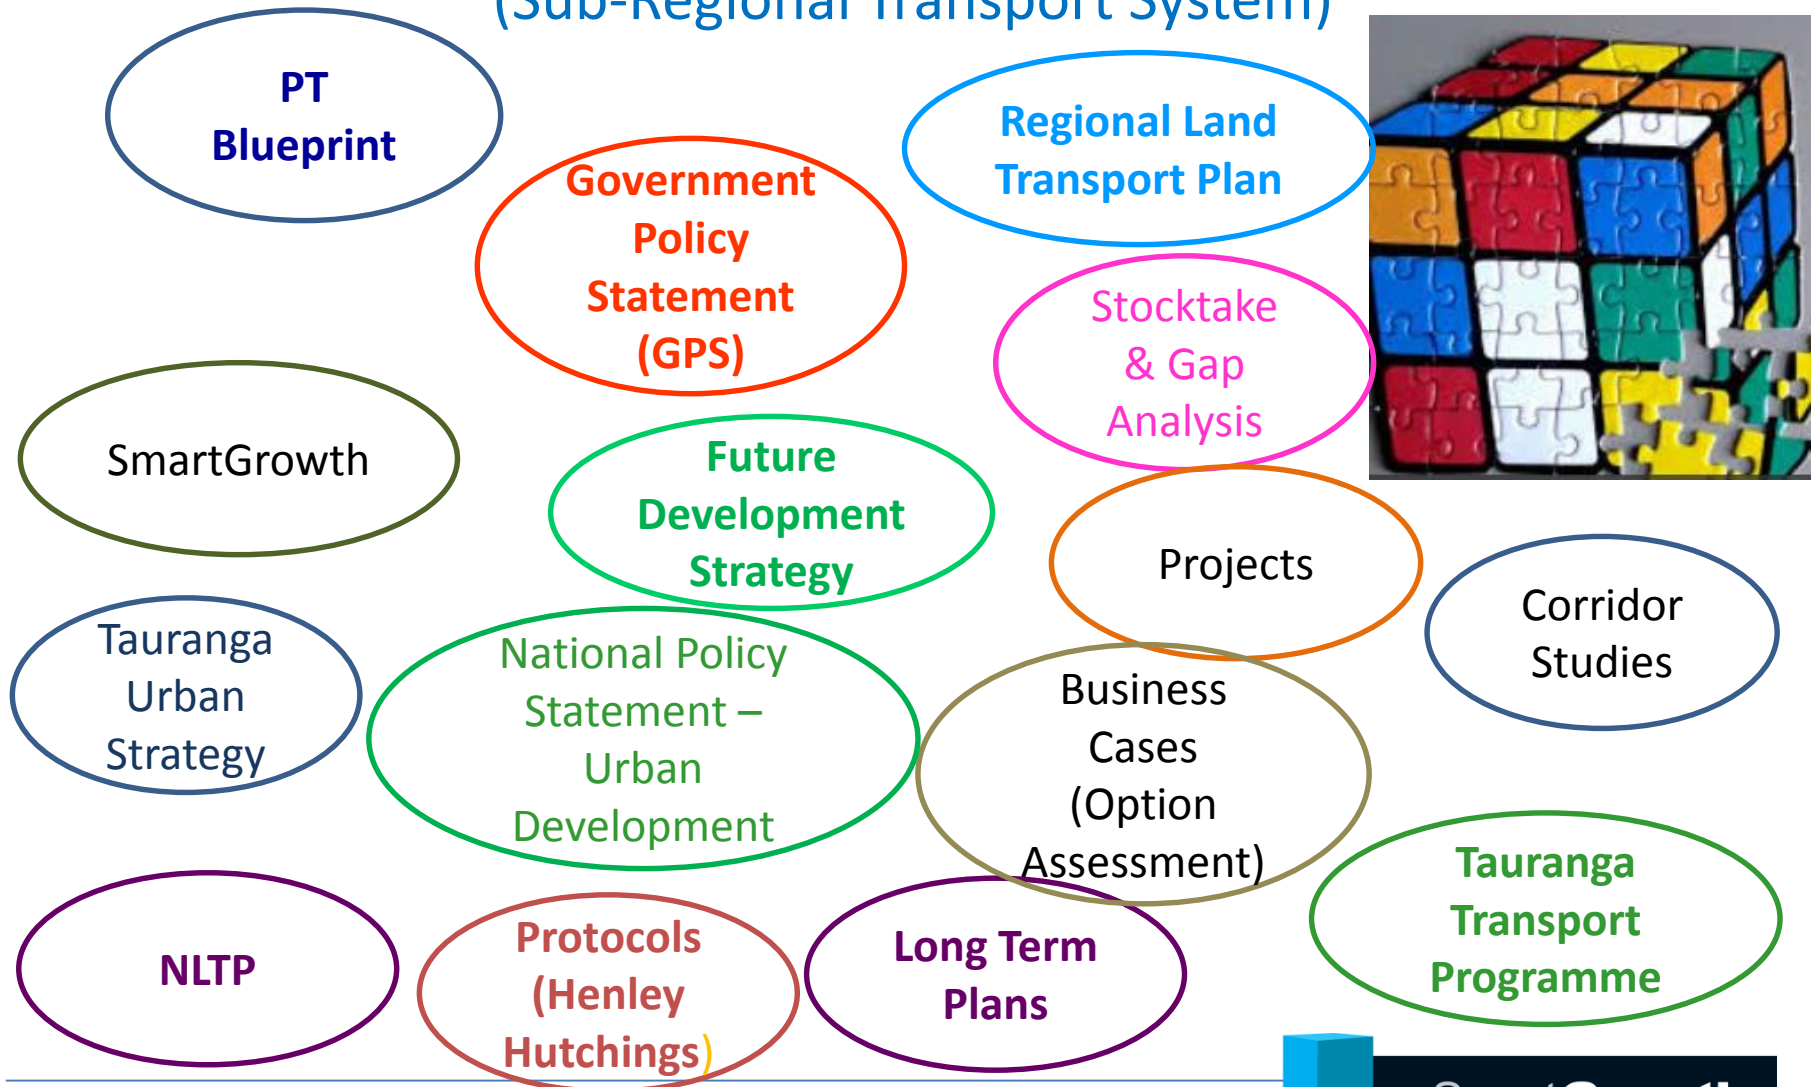 (Sub-Regional Transport System)
PT
Blueprint
Regional Land
Transport Plan
Government
Policy
Statement
(GPS)
Stocktake
& Gap
Analysis
SmartGrowth
Future
Development
Strategy
Projects
Corridor
Studies
Tauranga
Urban
Strategy
National Policy
Statement –
Urban
Development
Business
Cases
(Option
Assessment)
Tauranga
Transport
Programme
NLTP
Protocols
(Henley
Hutchings)
Long Term
Plans